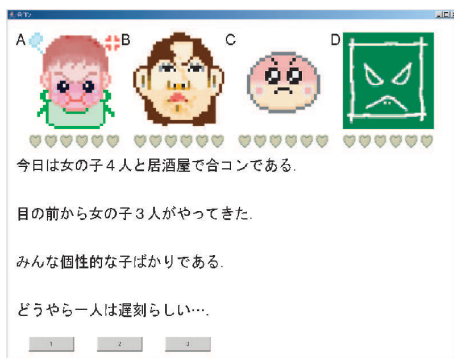 A B C D
今日は女の子４人と居酒屋で合コンである.
目の前から女の子３人がやってきた.
みんな個性的な子ばかりである.
どうやら一人は遅刻らしい….
1 2 3